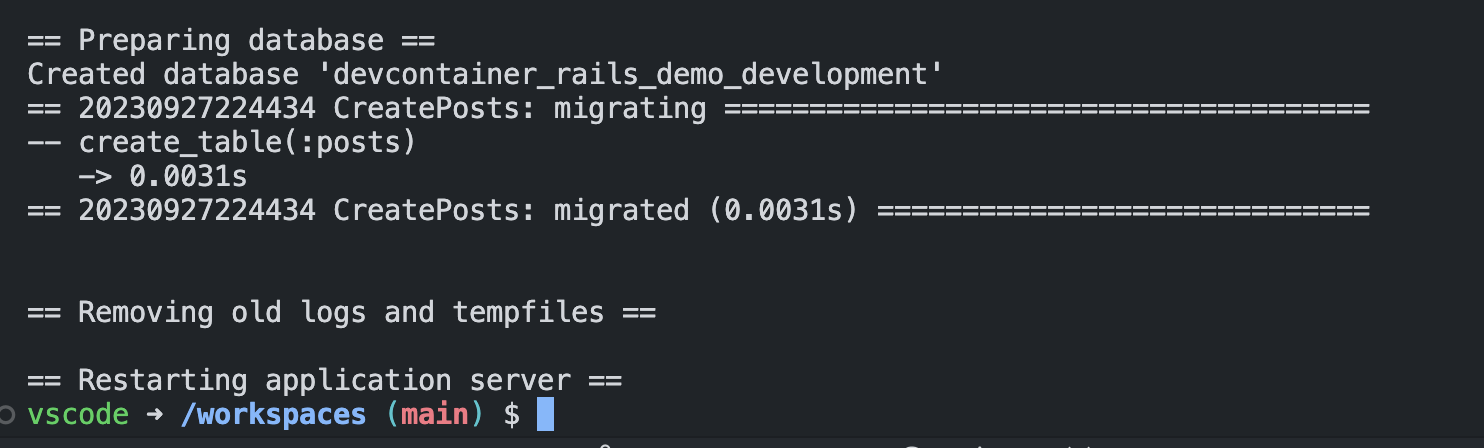 == Preparing database ==
Created database 'devcontainer_rails_demo_development'
== 20230927224434 CreatePosts: migrating ======================================
-- create_table(:posts)
   -> 0.0031s
== 20230927224434 CreatePosts: migrated (0.0031s) =============================
== Removing old logs and tempfiles ==
== Restarting application server ==
vscode ➜ /workspaces (main) $